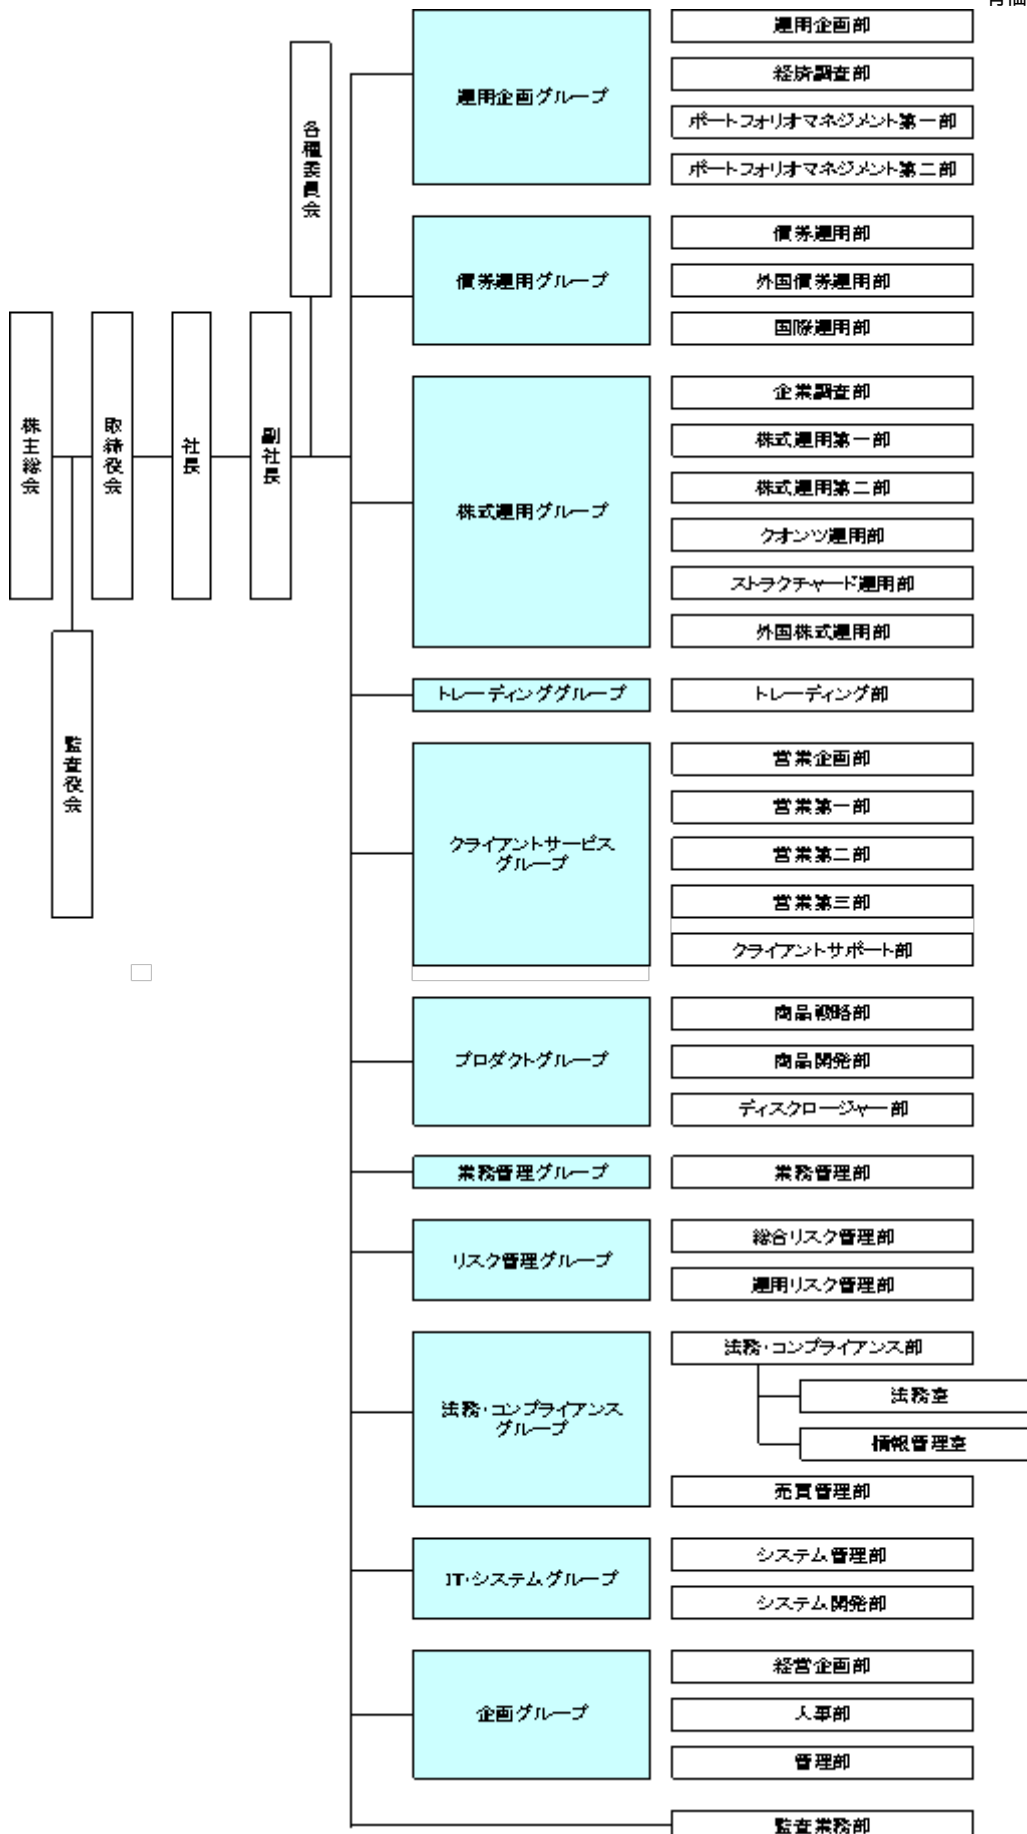 株主総会
取締役会
社長
副社長
各種委員会
監査役会
運用企画グループ
運用企画部
経済調査部
ポートフォリオマネジメント第一部
ポートフォリオマネジメント第二部
債券運用グループ
債券運用部
外国債券運用部
国際運用部
株式運用グループ
企業調査部
株式運用第一部
株式運用第二部
クオンツ運用部
ストラクチャード運用部
外国株式運用部
トレーディンググループ
トレーディング部
クライアントサービス
グループ
営業企画部
営業第一部
営業第二部
営業第三部
クライアントサポート部
プロダクトグループ
商品戦略部
商品開発部
ディスクロージャー部
業務管理グループ
業務管理部
リスク管理グループ
総合リスク管理部
運用リスク管理部
法務・コンプライアンス
グループ
法務・コンプライアンス部
法務室
情報管理室
売買管理部
IT・システムグループ
システム管理部
システム開発部
企画グループ
経営企画部
人事部
管理部
監査業務部